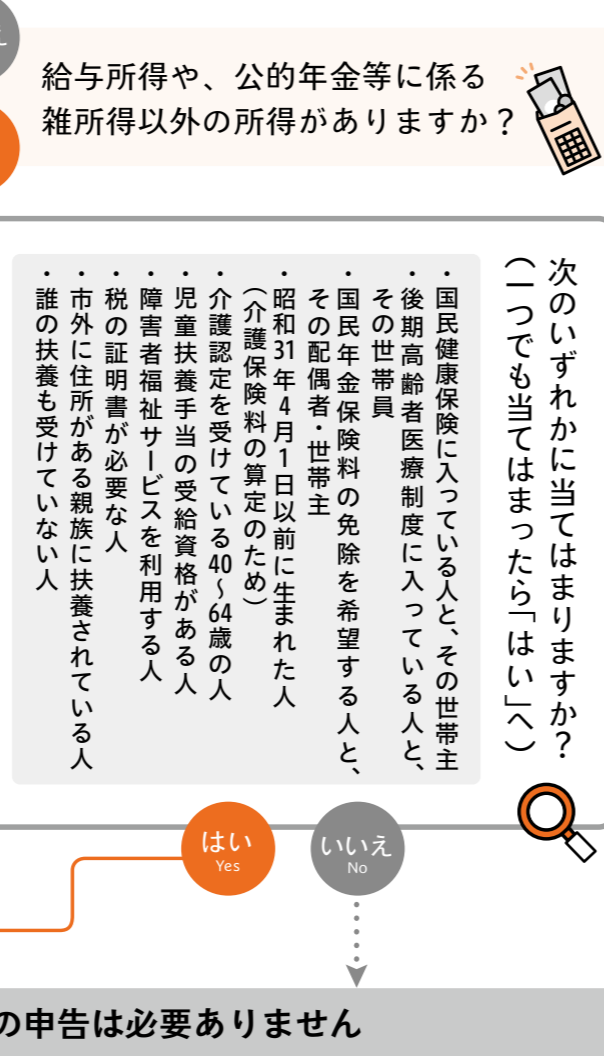 給与所得や、公的年金等に係る
雑所得以外の所得がありますか？
次のいずれかに当てはまりますか？
（一つでも当てはまったら「はい」へ）
・国民健康保険に入っている人と、その世帯主
・後期高齢者医療制度に入っている人と、
その世帯員
・国民年金保険料の免除を希望する人と、
その配偶者・世帯主
・昭和31年4月1日以前に生まれた人
（介護保険料の算定のため）
・介護認定を受けている40～64歳の人
・児童扶養手当の受給資格がある人
・障害者福祉サービスを利用する人
・税の証明書が必要な人
・市外に住所がある親族に扶養されている人
・誰の扶養も受けていない人
はい
Yes
いいえ
No
の申告は必要ありません